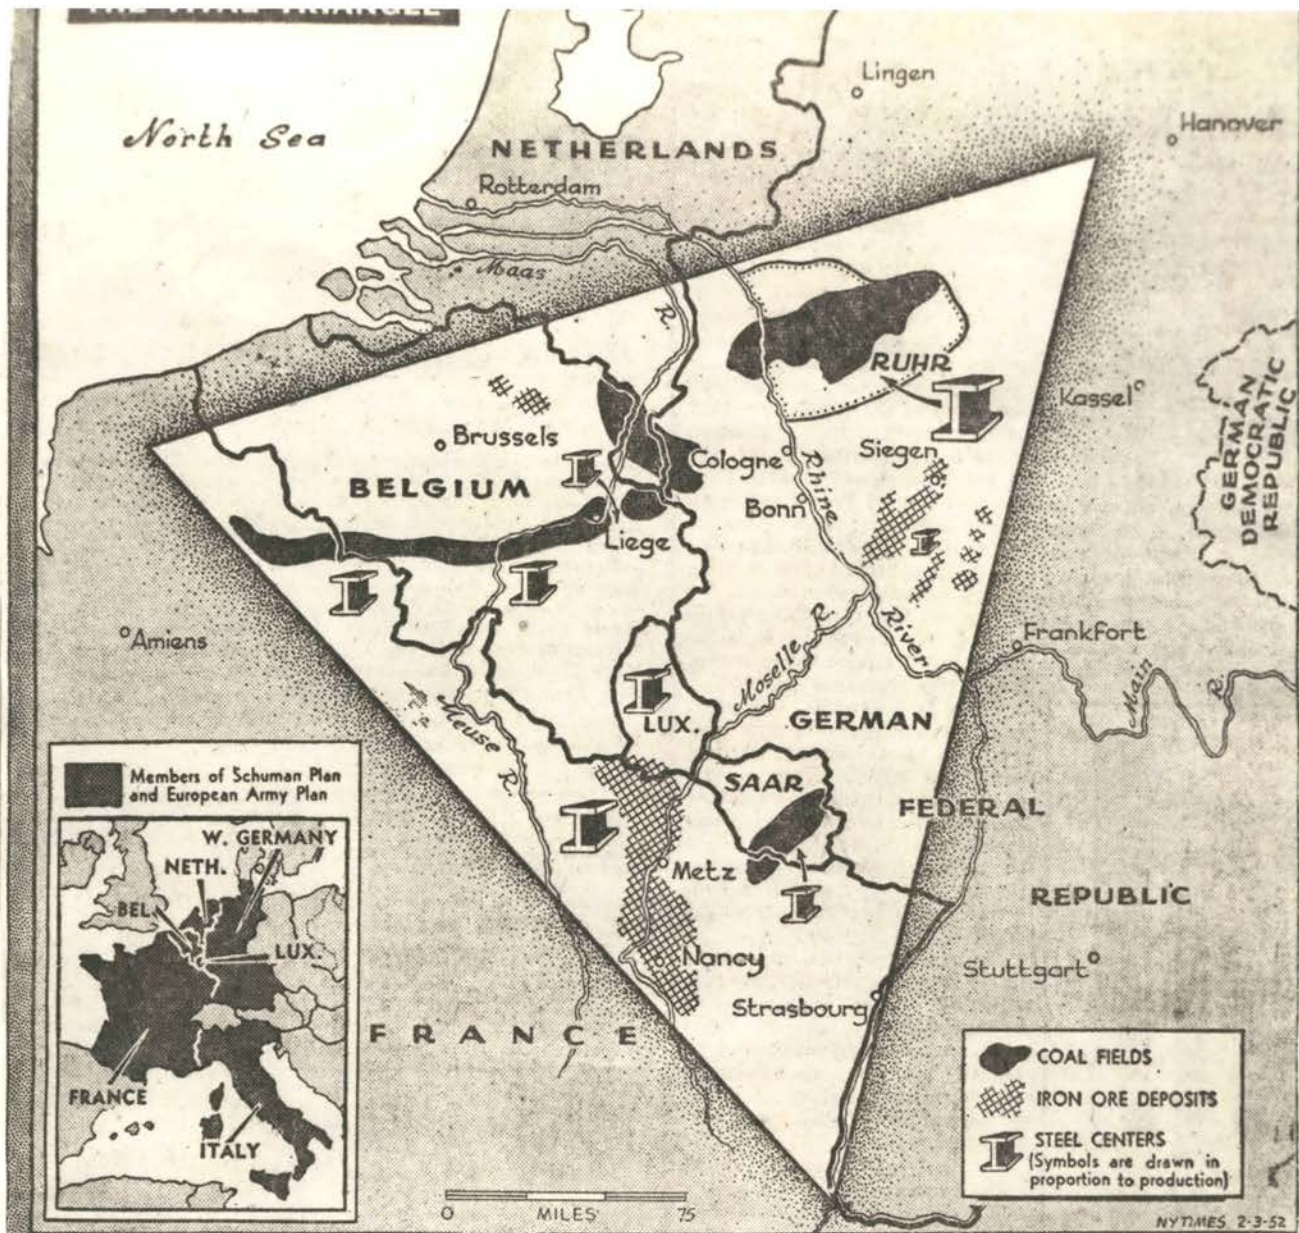 THE VITAL TRIANGLE
North Sea
Lingen
Hanover
NETHERLANDS
Rotterdam
Maas
R.
RUHR
Kassel
GERMAN
DEMOCRATIC
REPUBLIC
Brussels
Cologne
Siegen
BELGIUM
Rhine
Bonn
Liege
Amiens
Frankfort
River
Moselle R.
Main
R.
LUX.
GERMAN
Meuse
R.
SAAR
FEDERAL
Metz
REPUBLIC
Nancy
Stuttgart
Strasbourg
FRANCE
Members of Schuman Plan
and European Army Plan
W. GERMANY
NETH.
BEL.
LUX.
FRANCE
ITALY
COAL FIELDS
IRON ORE DEPOSITS
STEEL CENTERS
(Symbols are drawn in
proportion to production)
0 MILES 75
NYTIMES 2-3-52